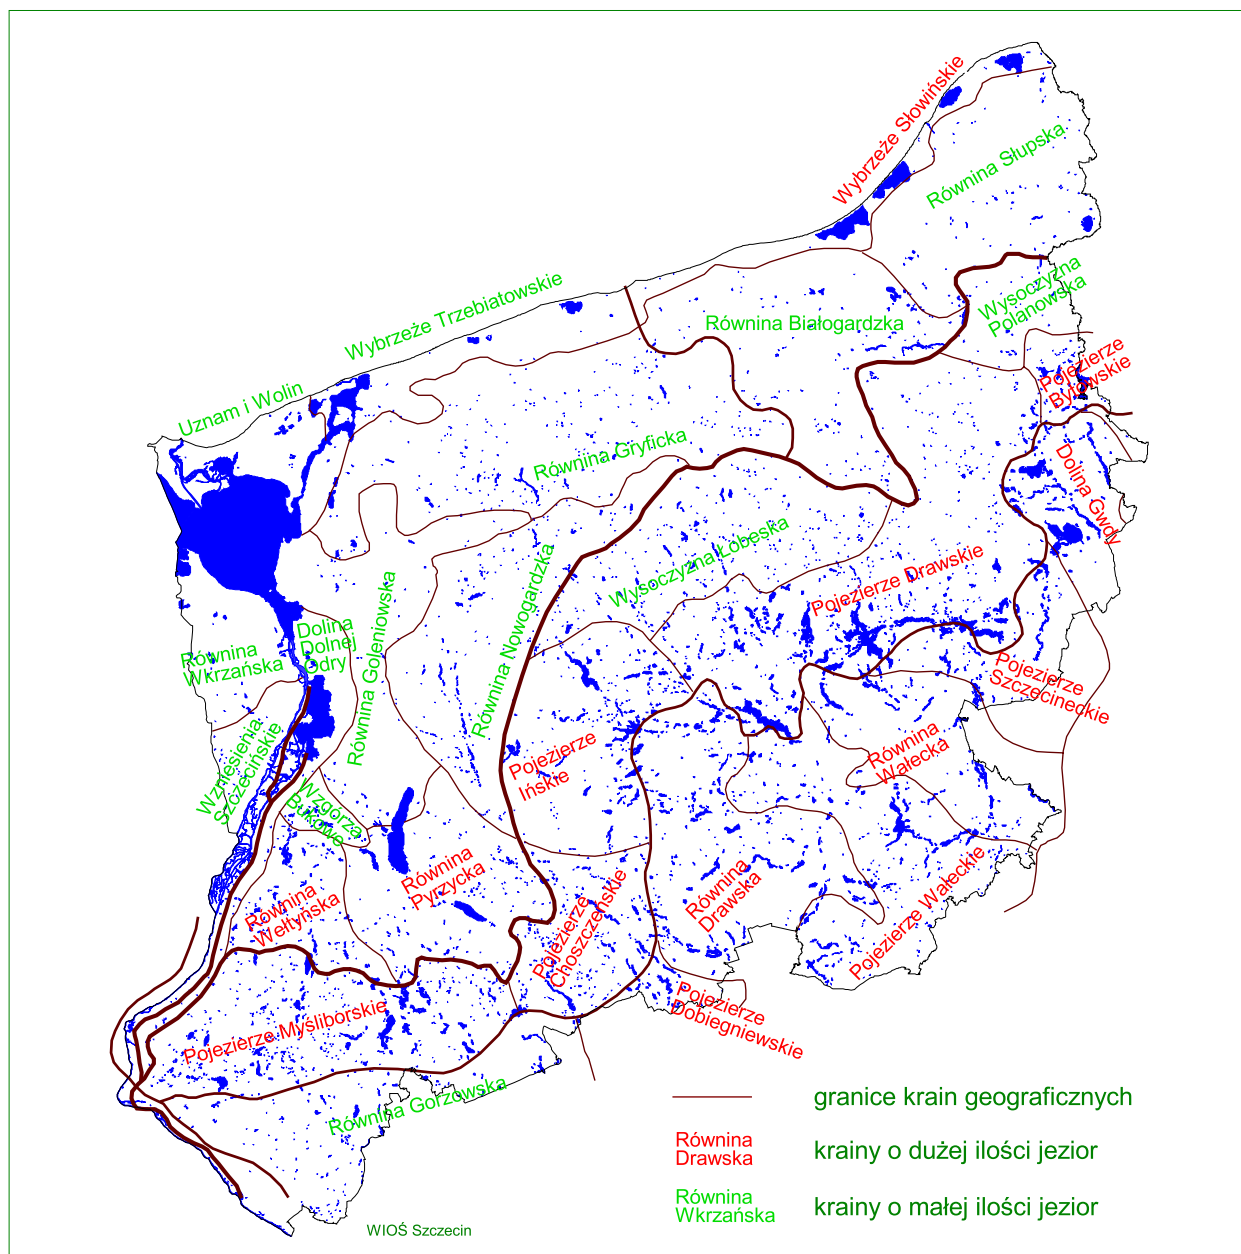 Wybrzeże Słowińskie
Równina Słupska
Wysoczyzna
Polanowska
Wybrzeże Trzebiatowskie
Równina Białogardzka
Pojezierze
Bytowskie
Uznam i Wolin
Równina Gryficka
Dolina Gwdy
Wysoczyzna Łobeska
Pojezierze Drawskie
Równina Nowogardzka
Równina Goleniowska
Dolina
Dolnej
Odry
Równina
Wkrzańska
Pojezierze
Szczecineckie
Wzniesienia
Szczecińskie
Równina
Wałecka
Pojezierze
Ińskie
Wzgórza
Bukowe
Równina
Pyrzycka
Równina
Drawska
Równina
Wełtyńska
Pojezierze
Choszczeńskie
Pojezierze Wałeckie
Pojezierze
Dobiegniewskie
Pojezierze Myśliborskie
Równina Gorzowska
granice krain geograficznych
Równina
Drawska
krainy o dużej ilości jezior
Równina
Wkrzańska
krainy o małej ilości jezior
WIOŚ Szczecin